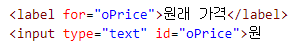 <label for="oPrice">원래 가격</label>
<input type="text" id="oPrice">원